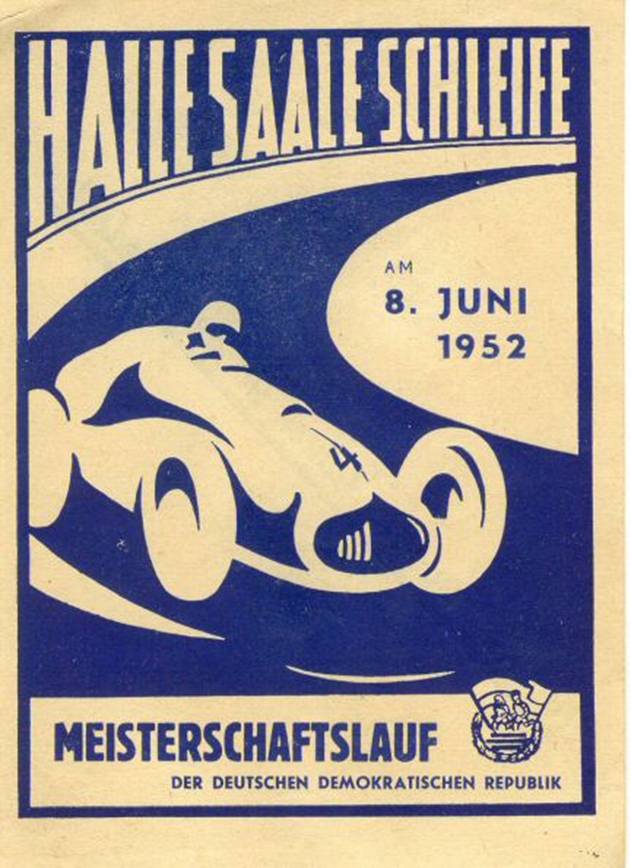 HALLE SAALE SCHLEIFE
AM
8. JUNI
1952
4
MEISTERSCHAFTSLAUF
DER DEUTSCHEN DEMOKRATISCHEN REPUBLIK